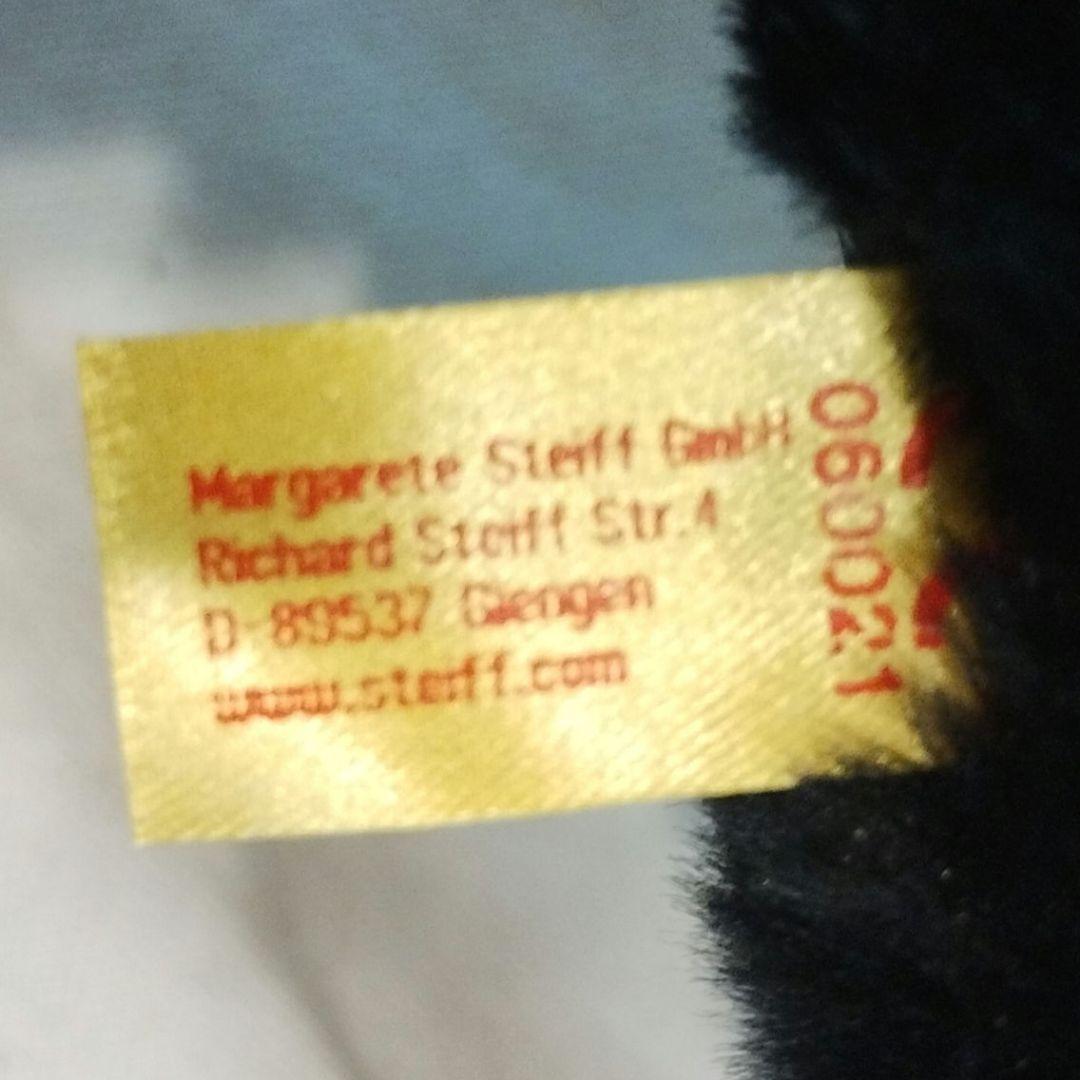 Margarete Steiff GmbH
Richard Steiff Str.4
D 89537 Giengen
www.steiff.com
060021